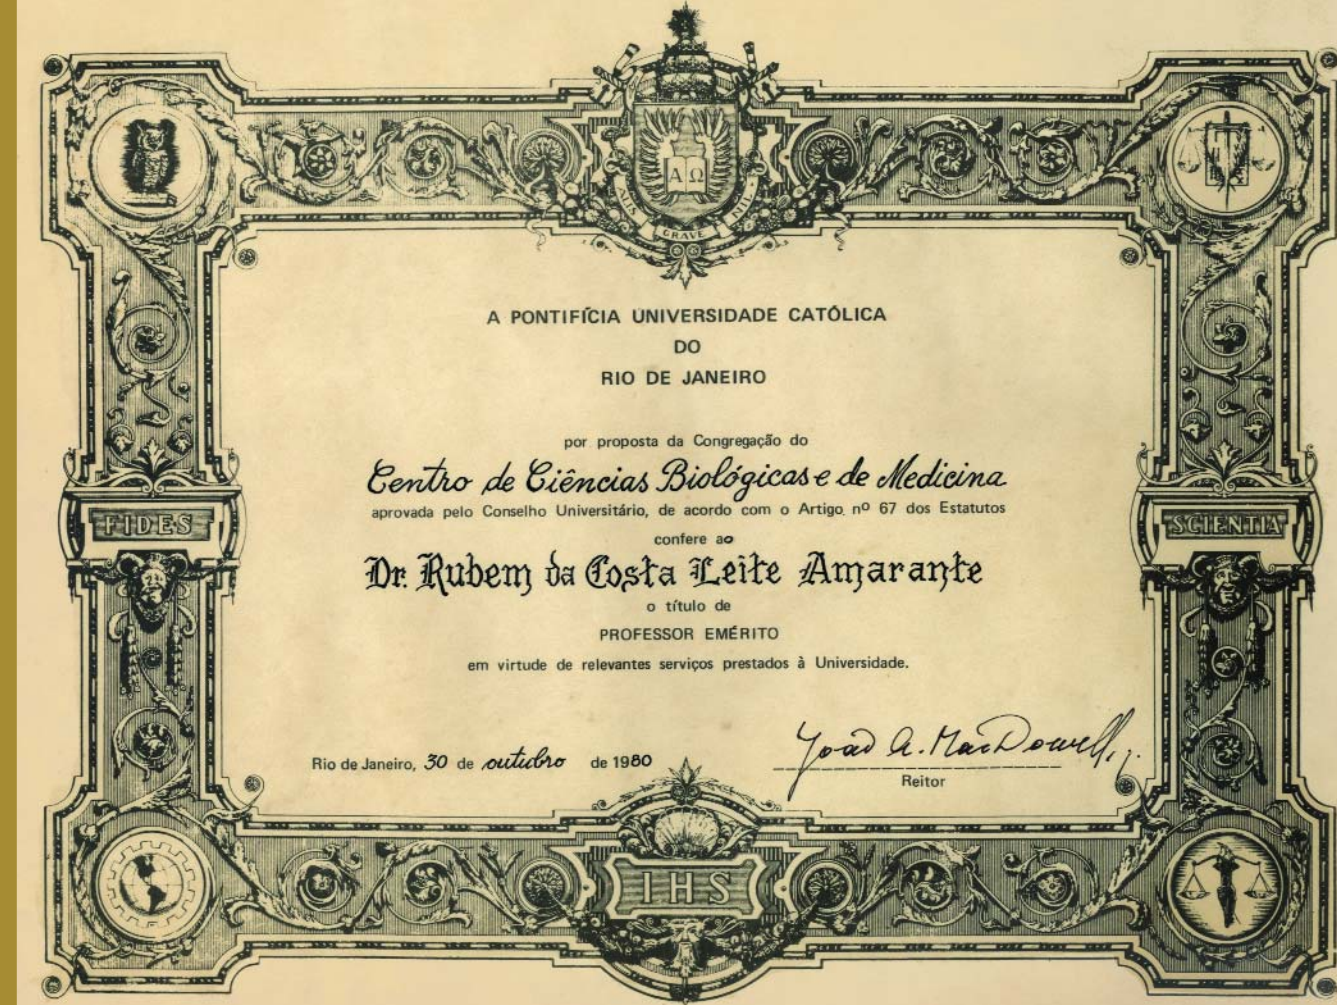 A Ω
ALIS
GRAVE
NIL
A PONTIFÍCIA UNIVERSIDADE CATÓLICA
DO
RIO DE JANEIRO
por proposta da Congregação do
Centro de Ciências Biológicas e de Medicina
aprovada pelo Conselho Universitário, de acordo com o Artigo nº 67 dos Estatutos
FIDES
SCIENTIA
confere ao
Dr. Rubem da Costa Leite Amarante
o título de
PROFESSOR EMÉRITO
em virtude de relevantes serviços prestados à Universidade.
João A. MacDowell, s.j.
Rio de Janeiro, 30 de outubro de 1980
Reitor
IHS